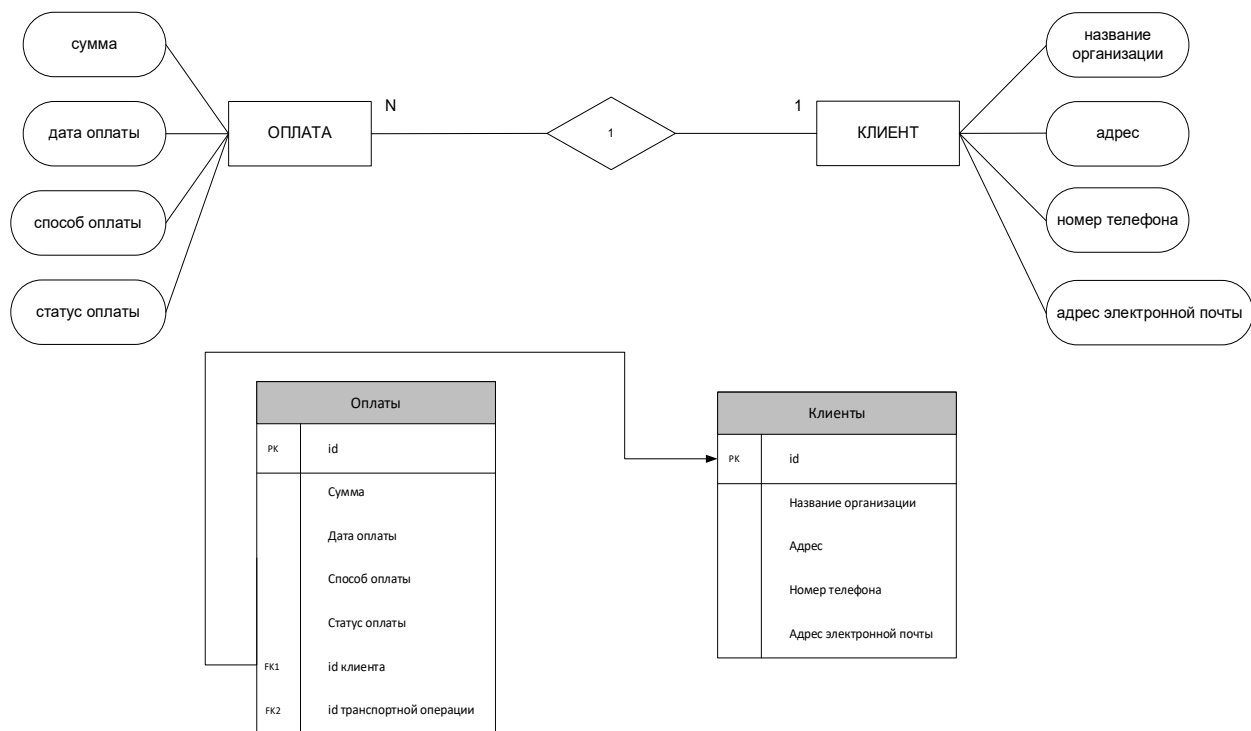 сумма
дата оплаты
способ оплаты
статус оплаты
ОПЛАТА
N
1
1
КЛИЕНТ
название
организации
адрес
номер телефона
адрес электронной почты
Оплаты
PK id
Сумма
Дата оплаты
Способ оплаты
Статус оплаты
FK1 id клиента
FK2 id транспортной операции
Клиенты
PK id
Название организации
Адрес
Номер телефона
Адрес электронной почты